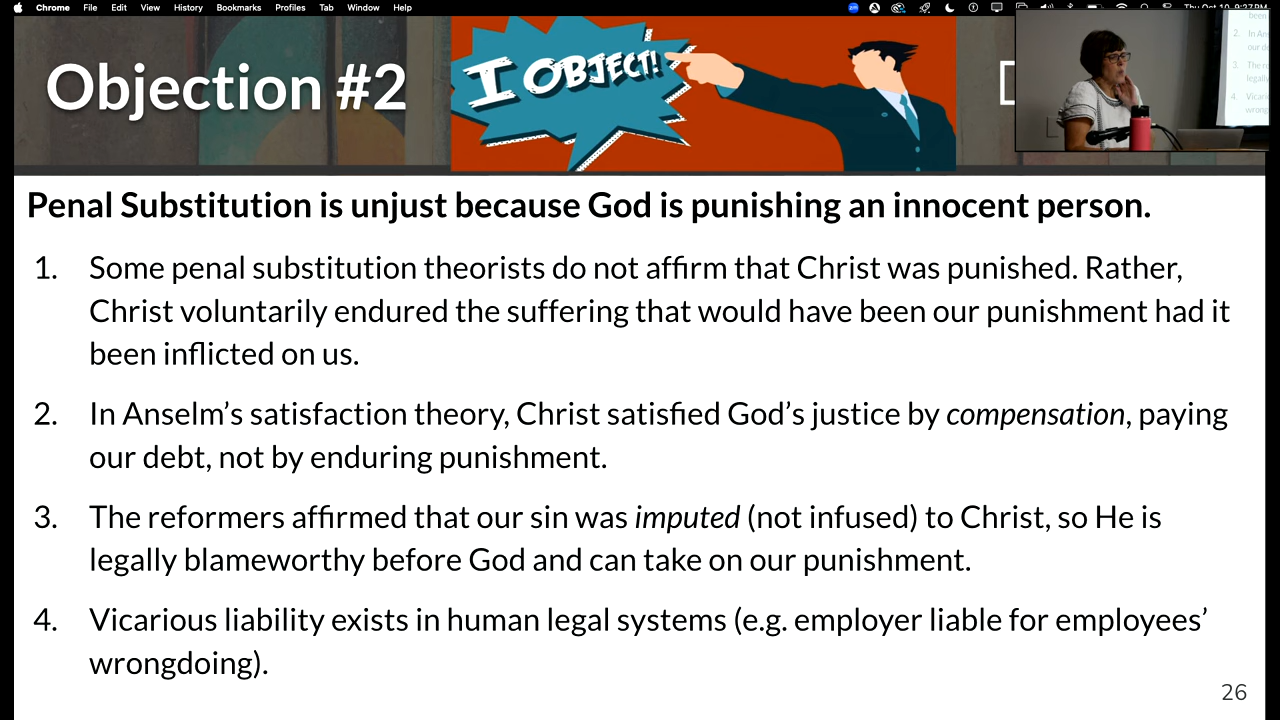 Chrome File Edit View History Bookmarks Profiles Tab Window Help
Objection #2
I OBJECT!
Penal Substitution is unjust because God is punishing an innocent person.
1. Some penal substitution theorists do not affirm that Christ was punished. Rather,
Christ voluntarily endured the suffering that would have been our punishment had it
been inflicted on us.
2. In Anselm’s satisfaction theory, Christ satisfied God’s justice by compensation, paying
our debt, not by enduring punishment.
3. The reformers affirmed that our sin was imputed (not infused) to Christ, so He is
legally blameworthy before God and can take on our punishment.
4. Vicarious liability exists in human legal systems (e.g. employer liable for employees’
wrongdoing).
26